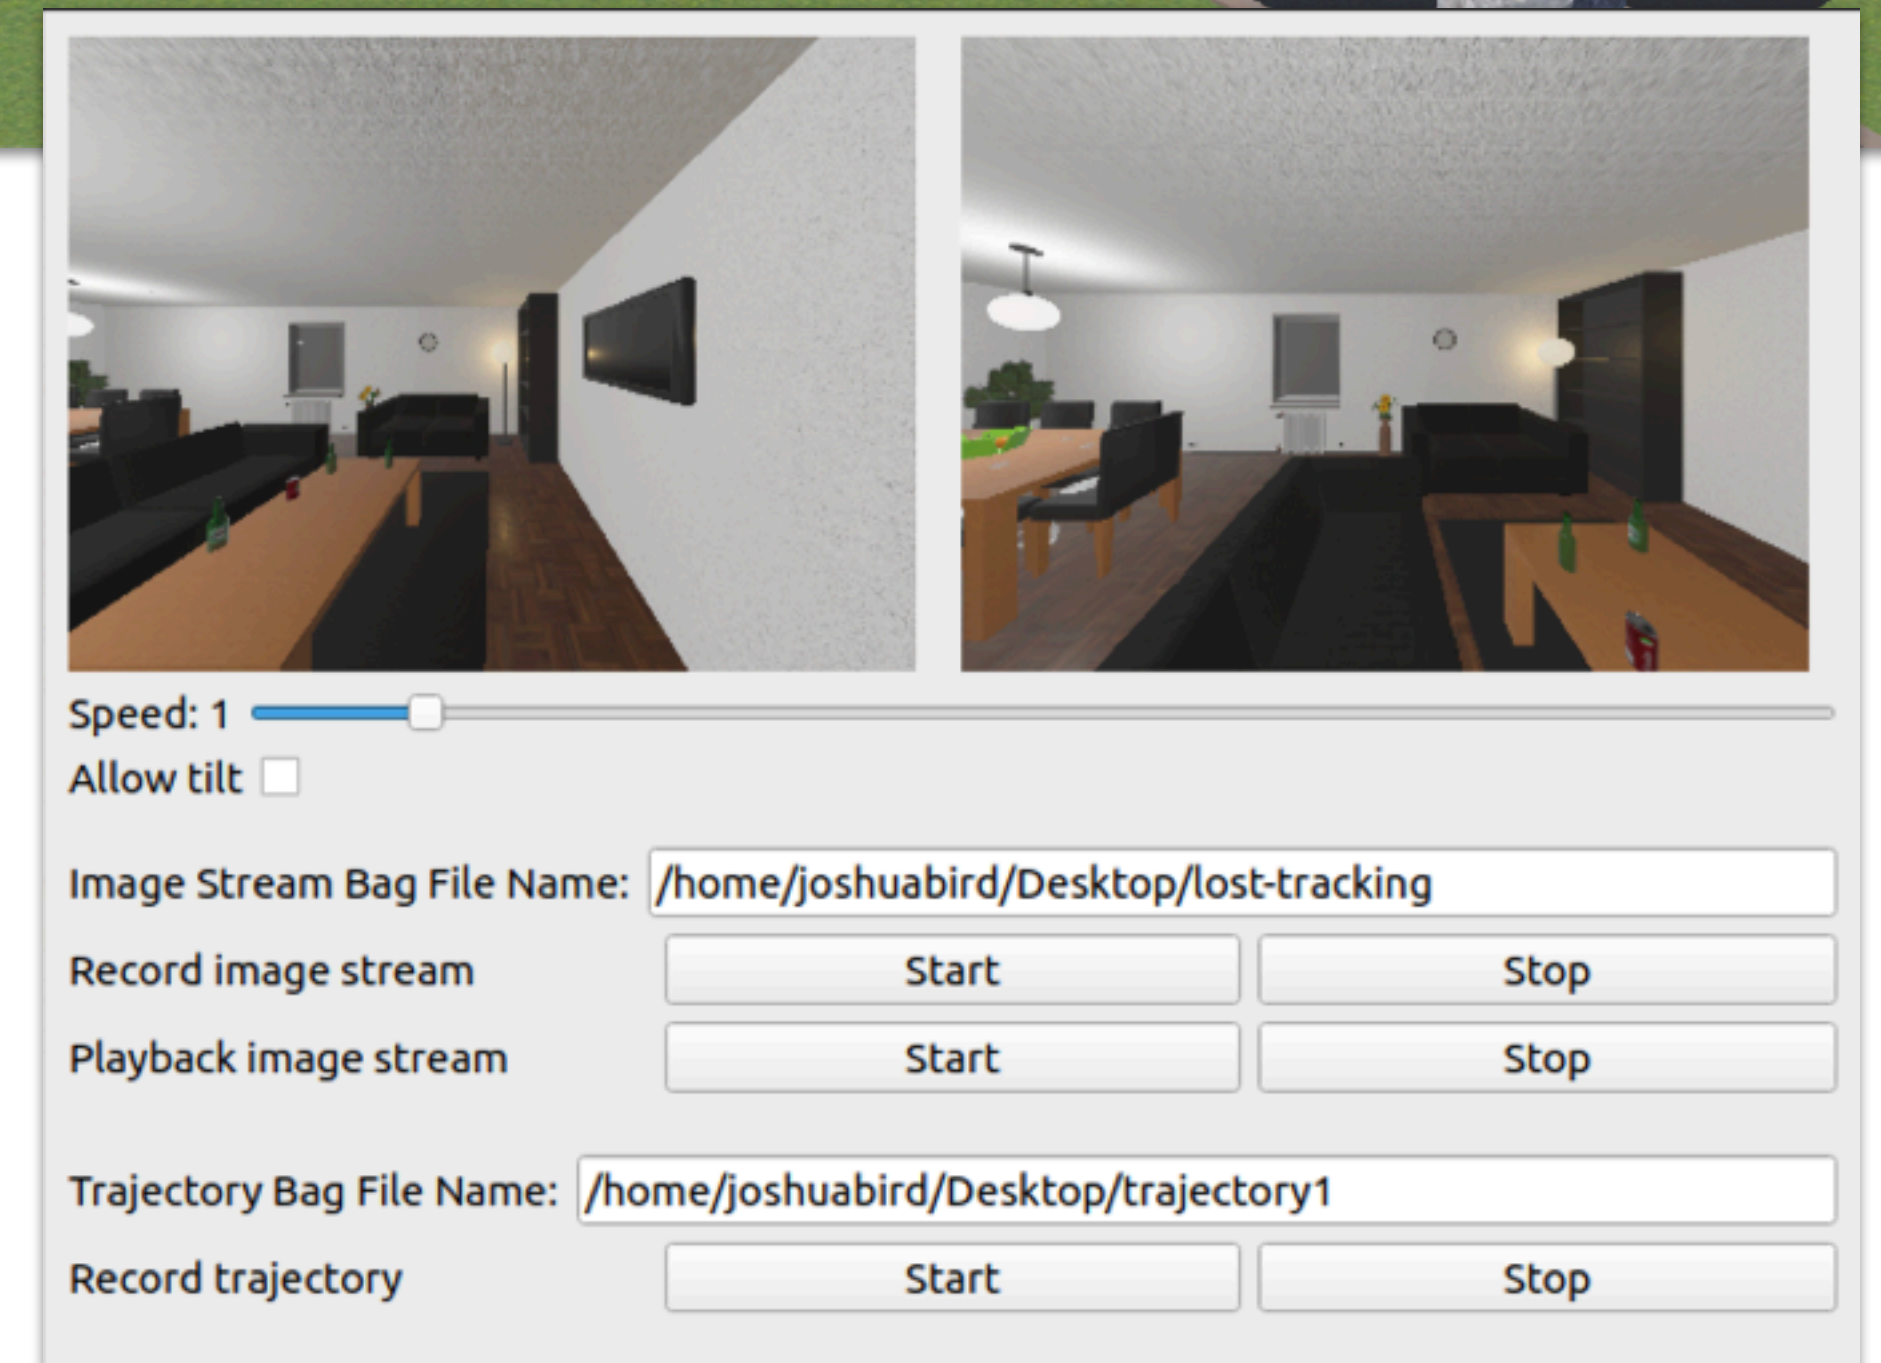 Speed: 1
Allow tilt
Image Stream Bag File Name: /home/joshuabird/Desktop/lost-tracking
Record image stream Start Stop
Playback image stream Start Stop
Trajectory Bag File Name: /home/joshuabird/Desktop/trajectory1
Record trajectory Start Stop